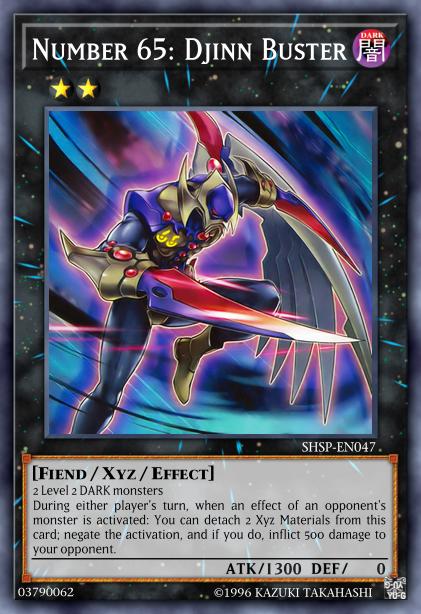 NUMBER 65: DJINN BUSTER
DARK
闇
65
SHSP-EN047
[FIEND / XYZ / EFFECT]
2 Level 2 DARK monsters
During either player's turn, when an effect of an opponent's
monster is activated: You can detach 2 Xyz Materials from this
card; negate the activation, and if you do, inflict 500 damage to
your opponent.
ATK/1300 DEF/ 0
03790062
©1996 KAZUKI TAKAHASHI